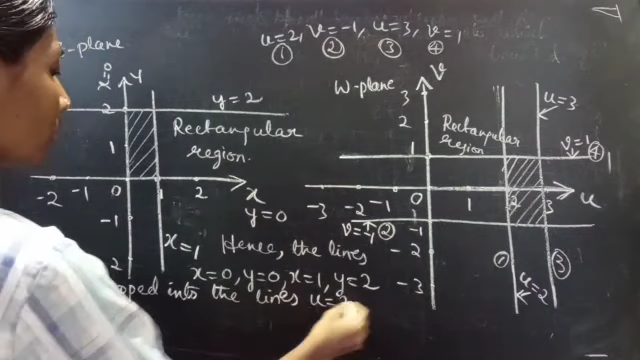 u=2, v=-1, u=3, v=1
① ② ③ ④
-plane
x=0
y
2
y=2
1
Rectangular
region.
-2 -1 0 1 2 x
y=0
-1
x=1
2
W-plane
v
3
2
1
Rectangular
region
u=3
v=1 ④
-3 -2 -1 0 1 2 3 u
v=-1 ②
-1
-2
-3
① ③
u=2
Hence, the lines
x=0, y=0, x=1, y=2
pped into the lines u=